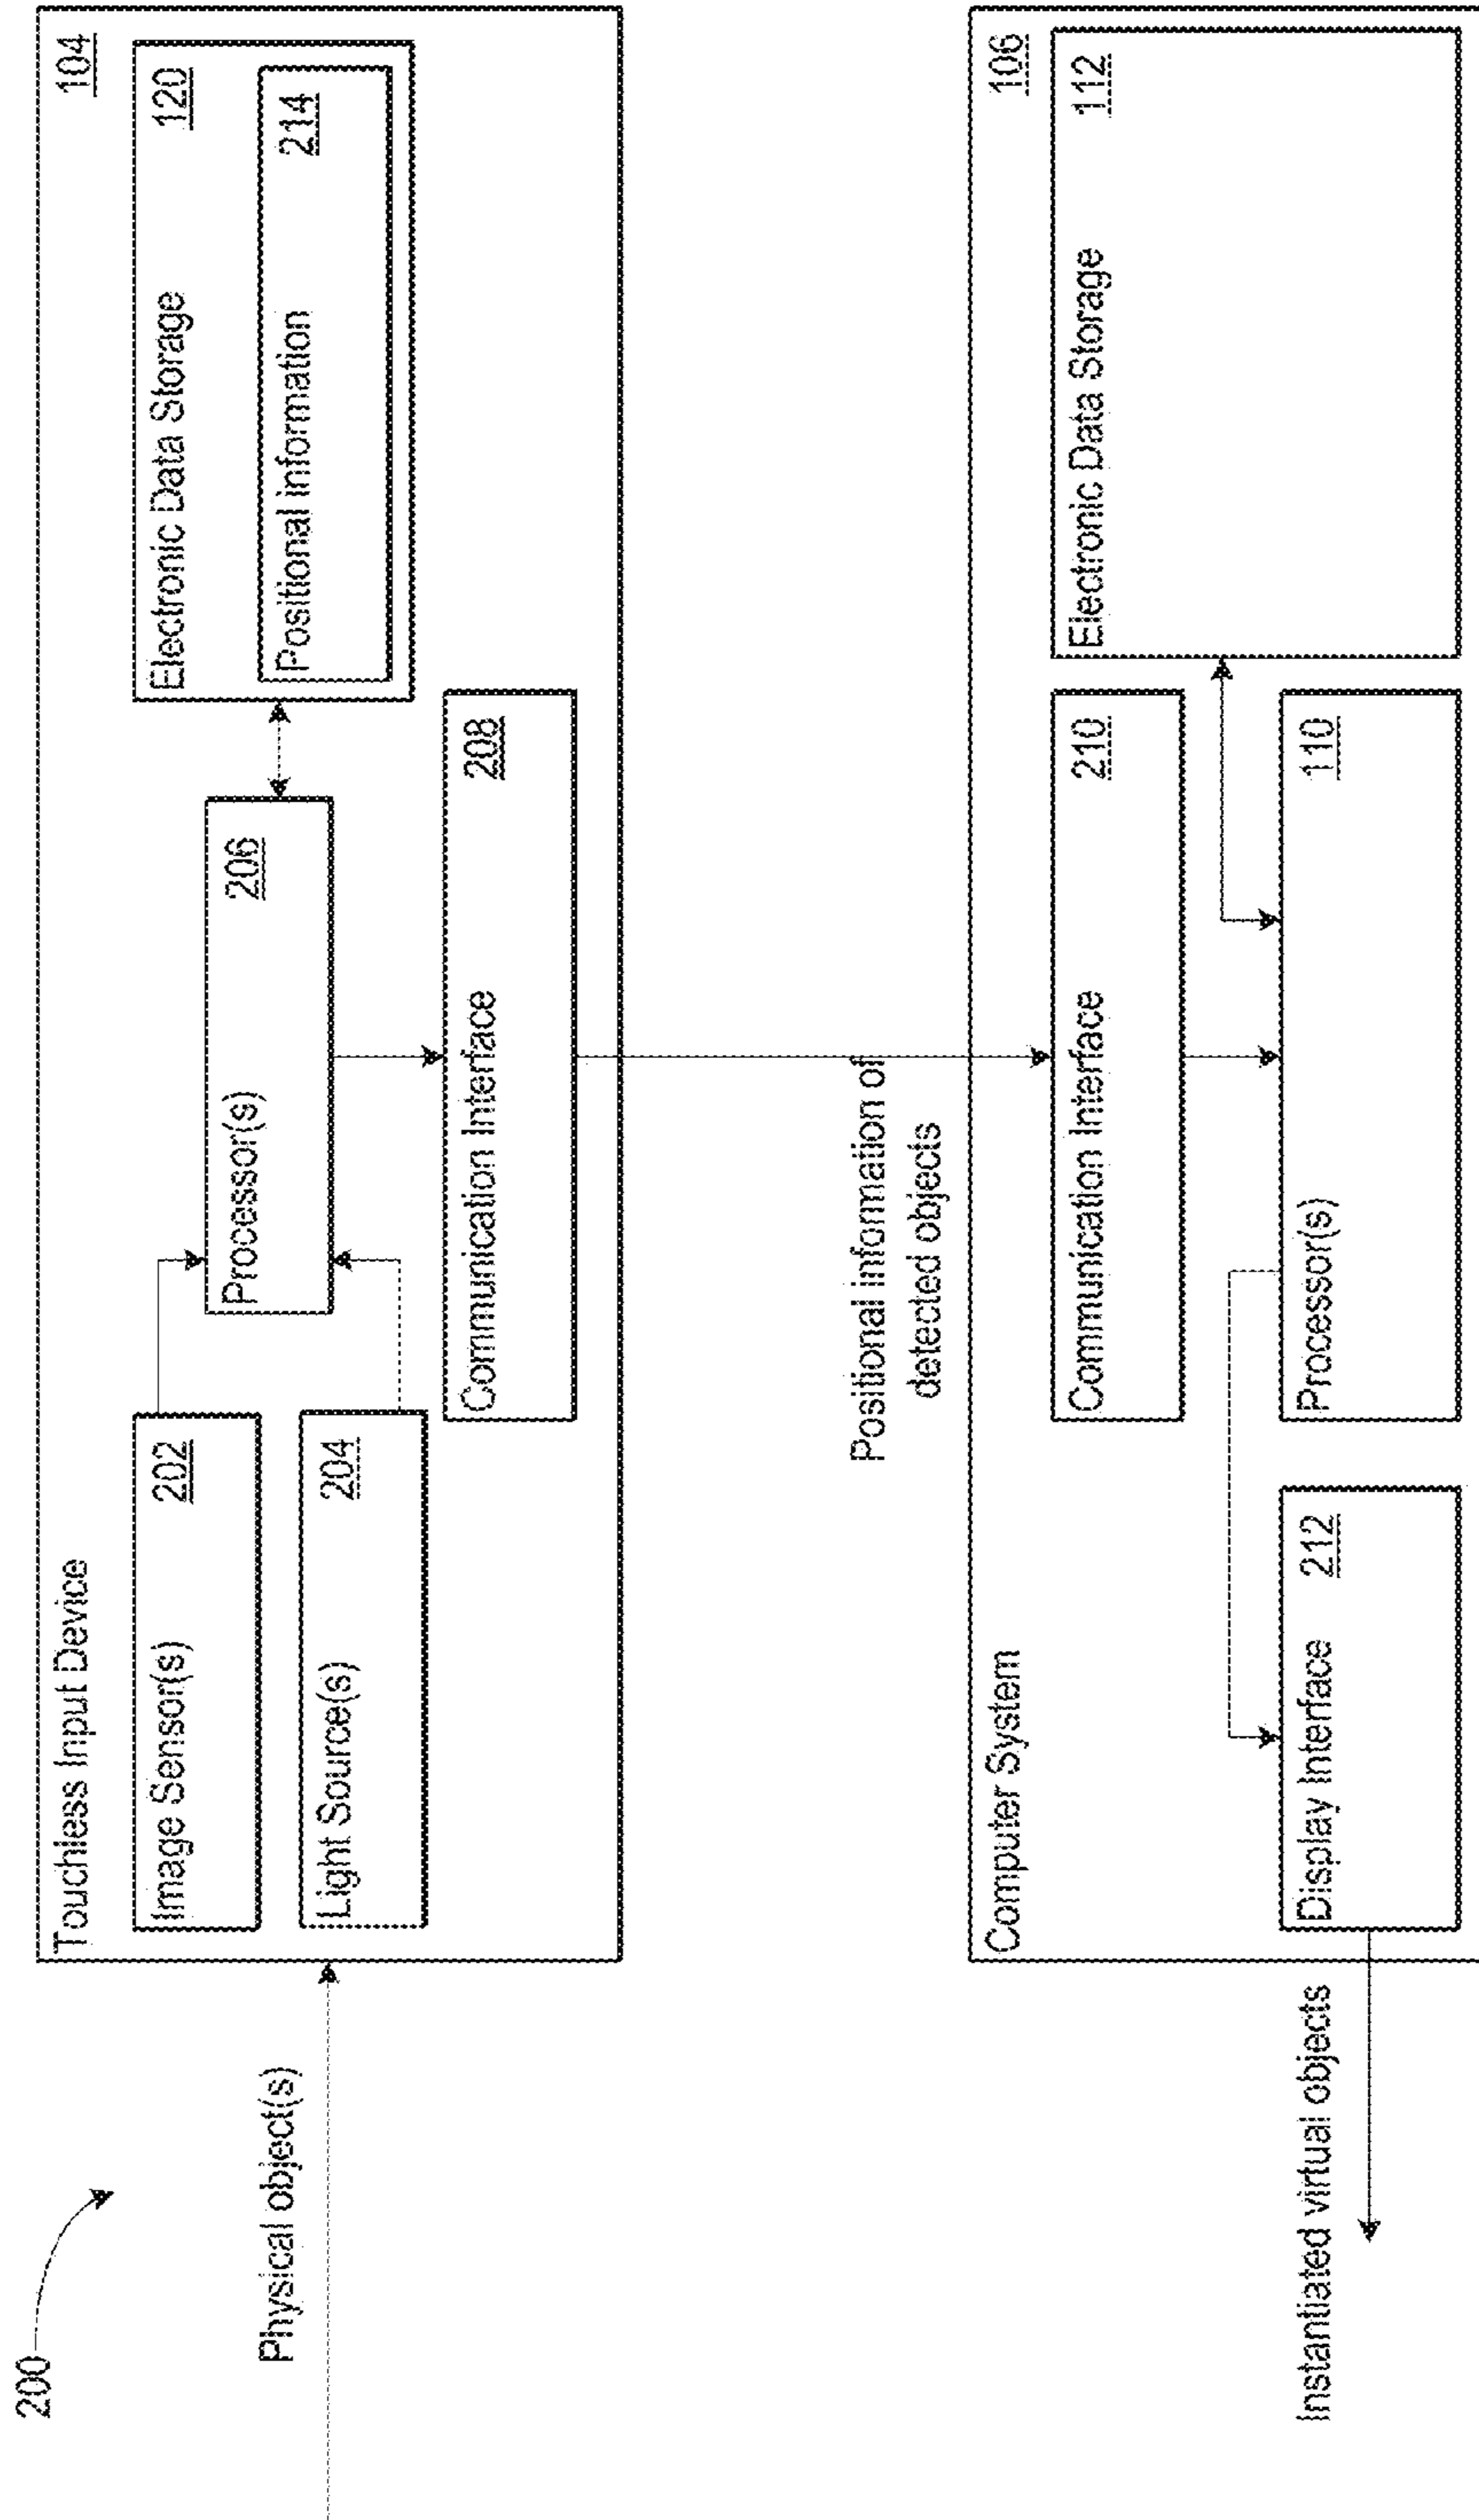 200
Physical object(s)
Touchless Input Device
104
Image Sensor(s)
202
Light Source(s)
204
Processor(s)
206
Electronic Data Storage
120
Positional information
214
Communication Interface
208
Positional information of
detected objects
Computer System
106
Communication Interface
210
Electronic Data Storage
112
Display Interface
212
Processor(s)
110
Instantiated virtual objects